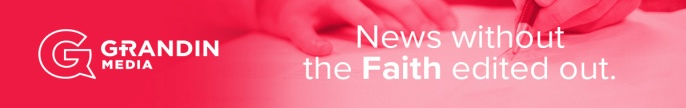 GRANDIN
MEDIA
News without
the Faith edited out.